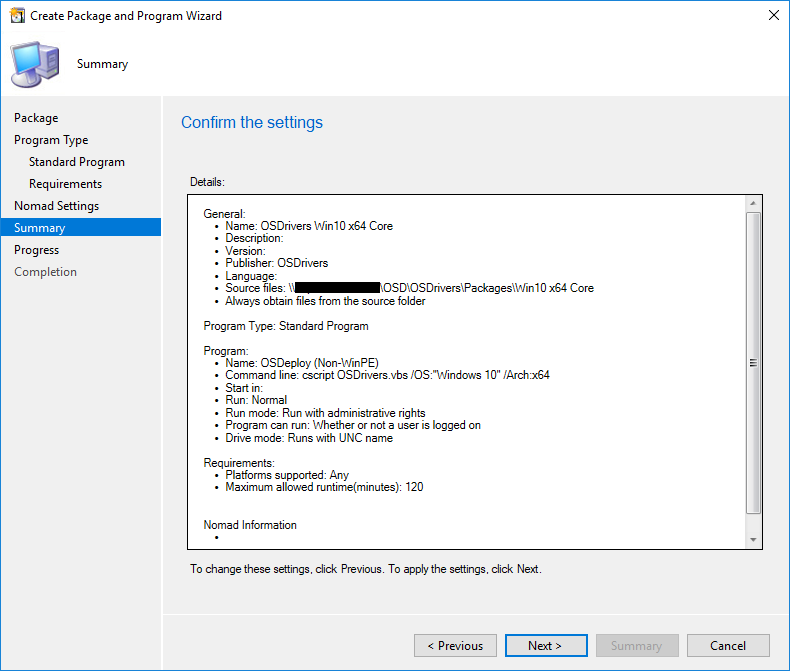 Create Package and Program Wizard
Summary
Package
Program Type
Standard Program
Requirements
Nomad Settings
Summary
Progress
Completion
Confirm the settings
Details:
General:
• Name: OSDrivers Win10 x64 Core
• Description:
• Version:
• Publisher: OSDrivers
• Language:
• Source files: \\ \OSD\OSDrivers\Packages\Win10 x64 Core
• Always obtain files from the source folder
Program Type: Standard Program
Program:
• Name: OSDeploy (Non-WinPE)
• Command line: cscript OSDrivers.vbs /OS:"Windows 10" /Arch:x64
• Start in:
• Run: Normal
• Run mode: Run with administrative rights
• Program can run: Whether or not a user is logged on
• Drive mode: Runs with UNC name
Requirements:
• Platforms supported: Any
• Maximum allowed runtime(minutes): 120
Nomad Information
•
To change these settings, click Previous. To apply the settings, click Next.
< Previous
Next >
Summary
Cancel